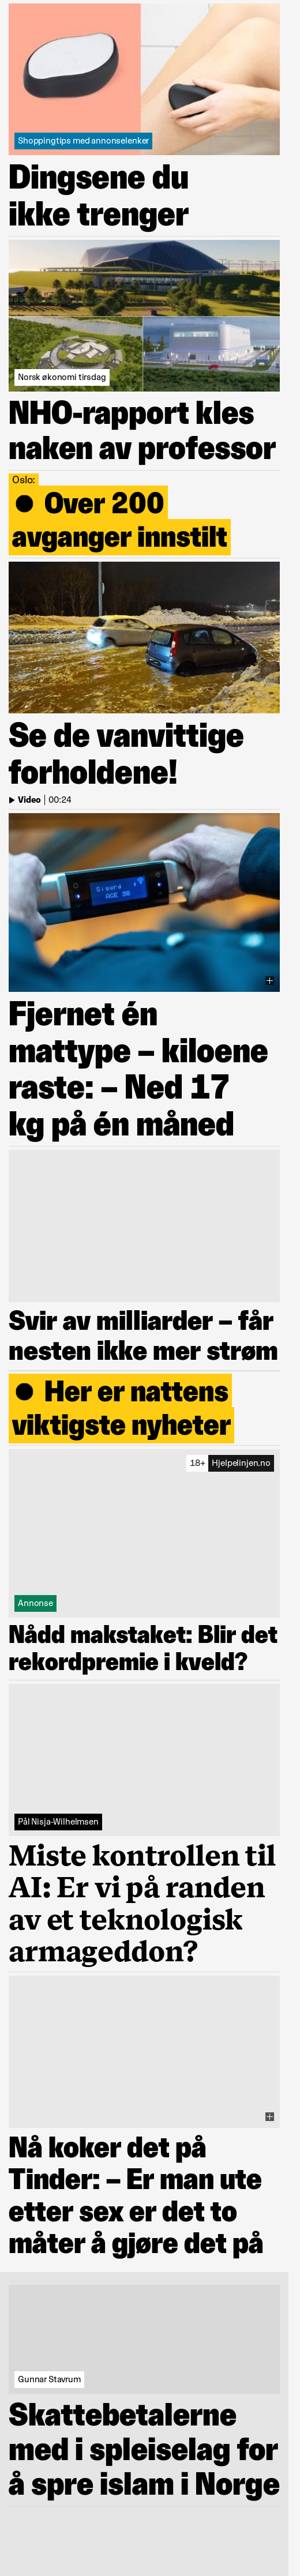 Shoppingtips med annonselenker
Dingsene du
ikke trenger
Norsk økonomi tirsdag
NHO-rapport kles
naken av professor
Oslo:
Over 200
avganger innstilt
Se de vanvittige
forholdene!
Video | 00:24
Sigurd
AGE 38
Fjernet én
mattype – kiloene
raste: – Ned 17
kg på én måned
Svir av milliarder – får
nesten ikke mer strøm
Her er nattens
viktigste nyheter
18+ Hjelpelinjen.no
Annonse
Nådd makstaket: Blir det
rekordpremie i kveld?
Pål Nisja-Wilhelmsen
Miste kontrollen til
AI: Er vi på randen
av et teknologisk
armageddon?
Nå koker det på
Tinder: – Er man ute
etter sex er det to
måter å gjøre det på
Gunnar Stavrum
Skattebetalerne
med i spleiselag for
å spre islam i Norge